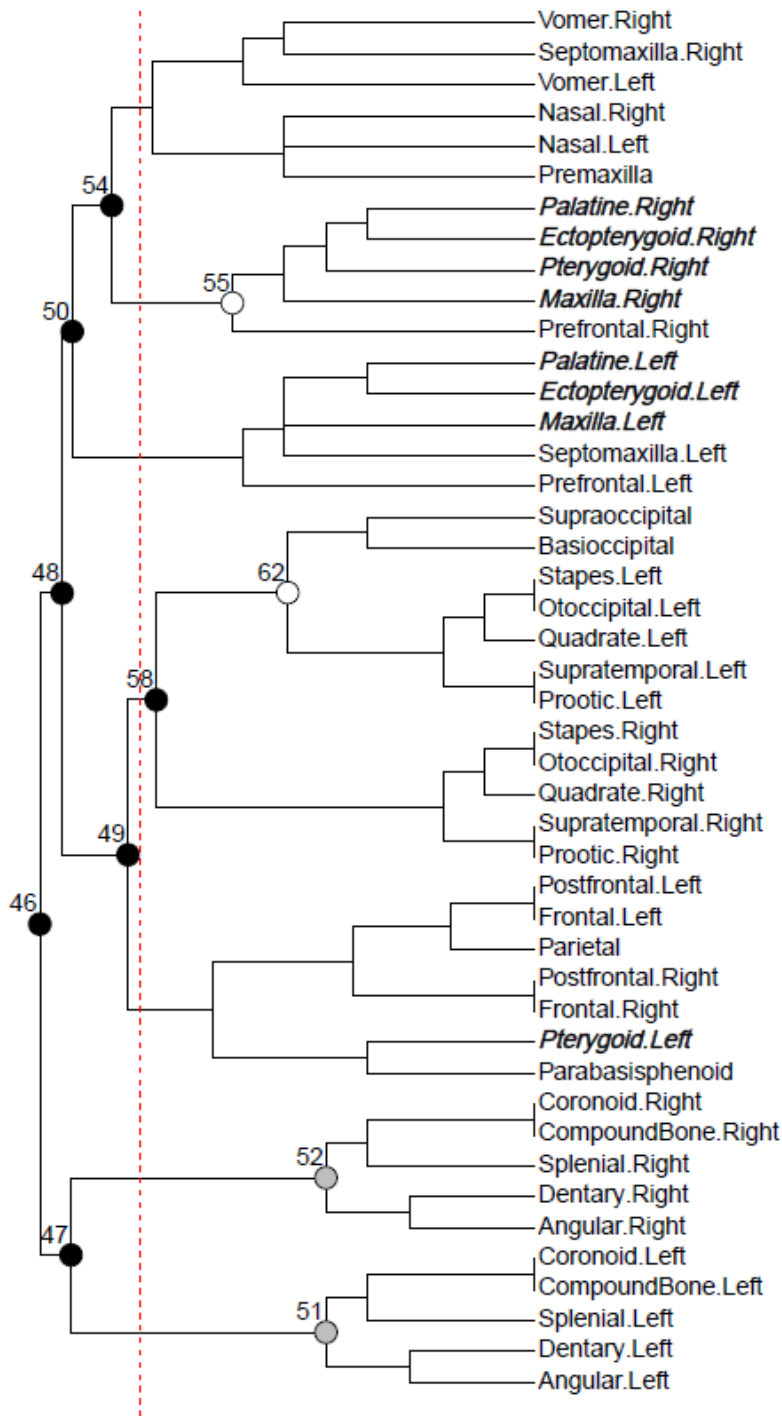 Vomer.Right
Septomaxilla.Right
Vomer.Left
Nasal.Right
Nasal.Left
Premaxilla
54
Palatine.Right
Ectopterygoid.Right
Pterygoid.Right
55
Maxilla.Right
50
Prefrontal.Right
Palatine.Left
Ectopterygoid.Left
Maxilla.Left
Septomaxilla.Left
Prefrontal.Left
Supraoccipital
Basioccipital
48
62
Stapes.Left
Otoccipital.Left
Quadrate.Left
Supratemporal.Left
58
Prootic.Left
Stapes.Right
Otoccipital.Right
Quadrate.Right
Supratemporal.Right
49
Prootic.Right
Postfrontal.Left
46
Frontal.Left
Parietal
Postfrontal.Right
Frontal.Right
Pterygoid.Left
Parabasisphenoid
Coronoid.Right
CompoundBone.Right
52
Splenial.Right
Dentary.Right
Angular.Right
47
Coronoid.Left
CompoundBone.Left
51
Splenial.Left
Dentary.Left
Angular.Left